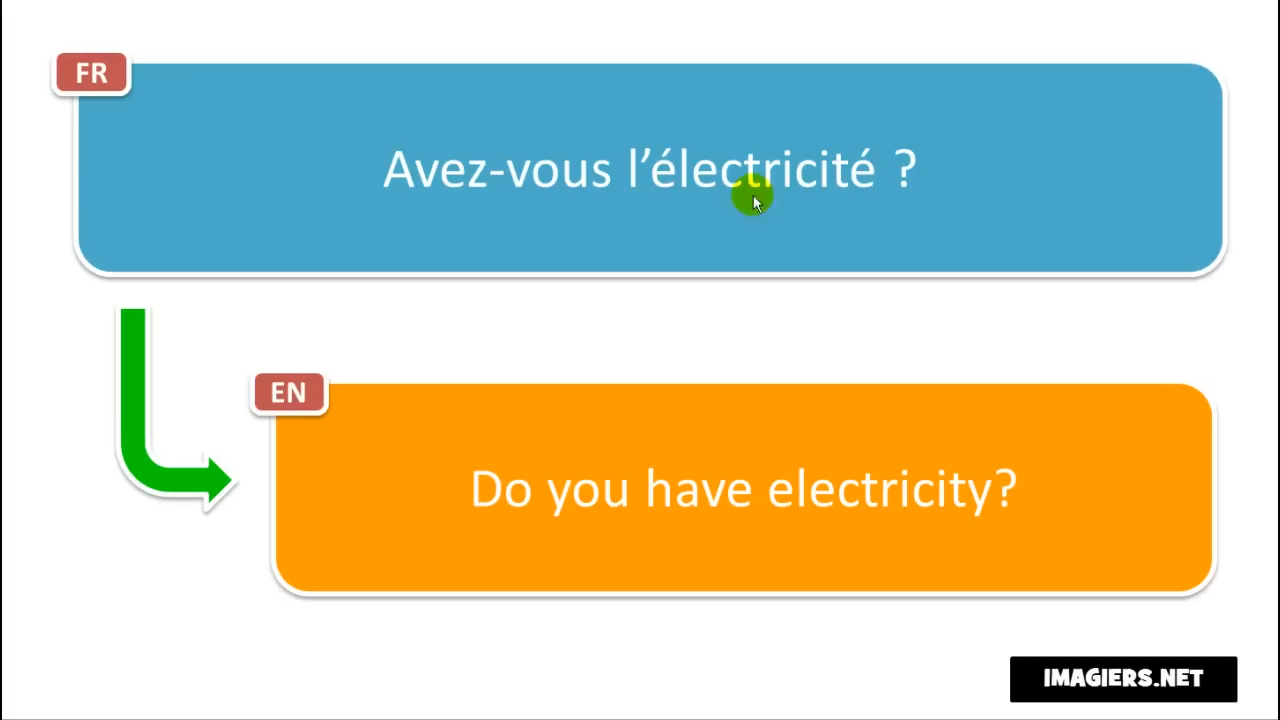 FR
Avez-vous l’électricité ?
EN
Do you have electricity?
IMAGIERS.NET